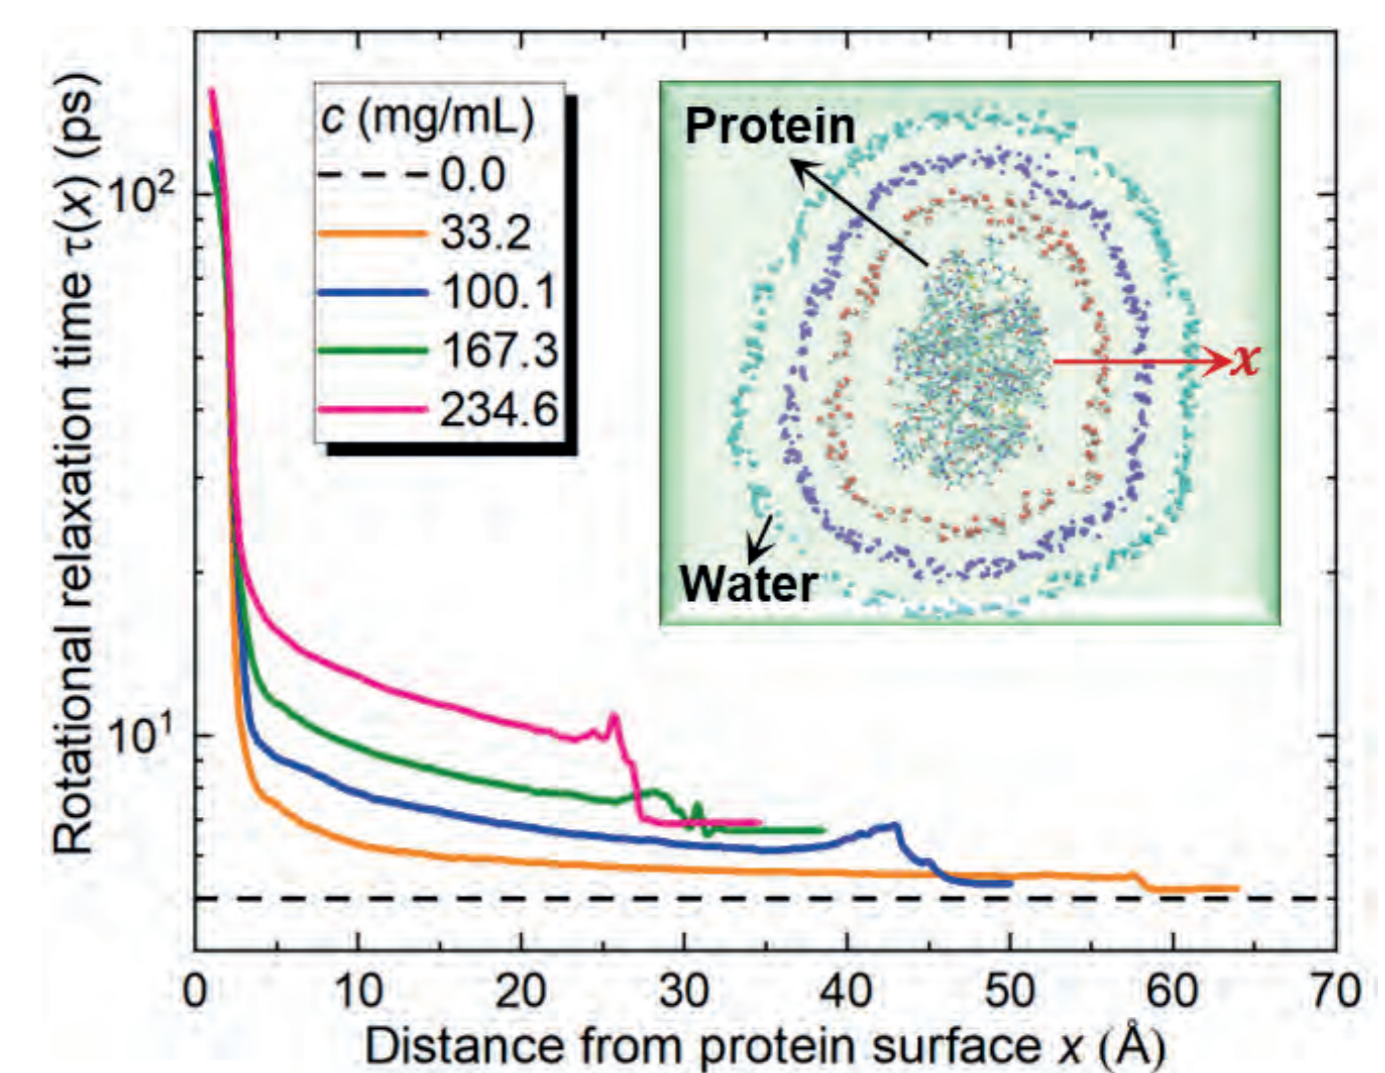 Rotational relaxation time τ(x) (ps)
10²
10¹
c (mg/mL)
0.0
33.2
100.1
167.3
234.6
Protein
x
Water
0 10 20 30 40 50 60 70
Distance from protein surface x (Å)